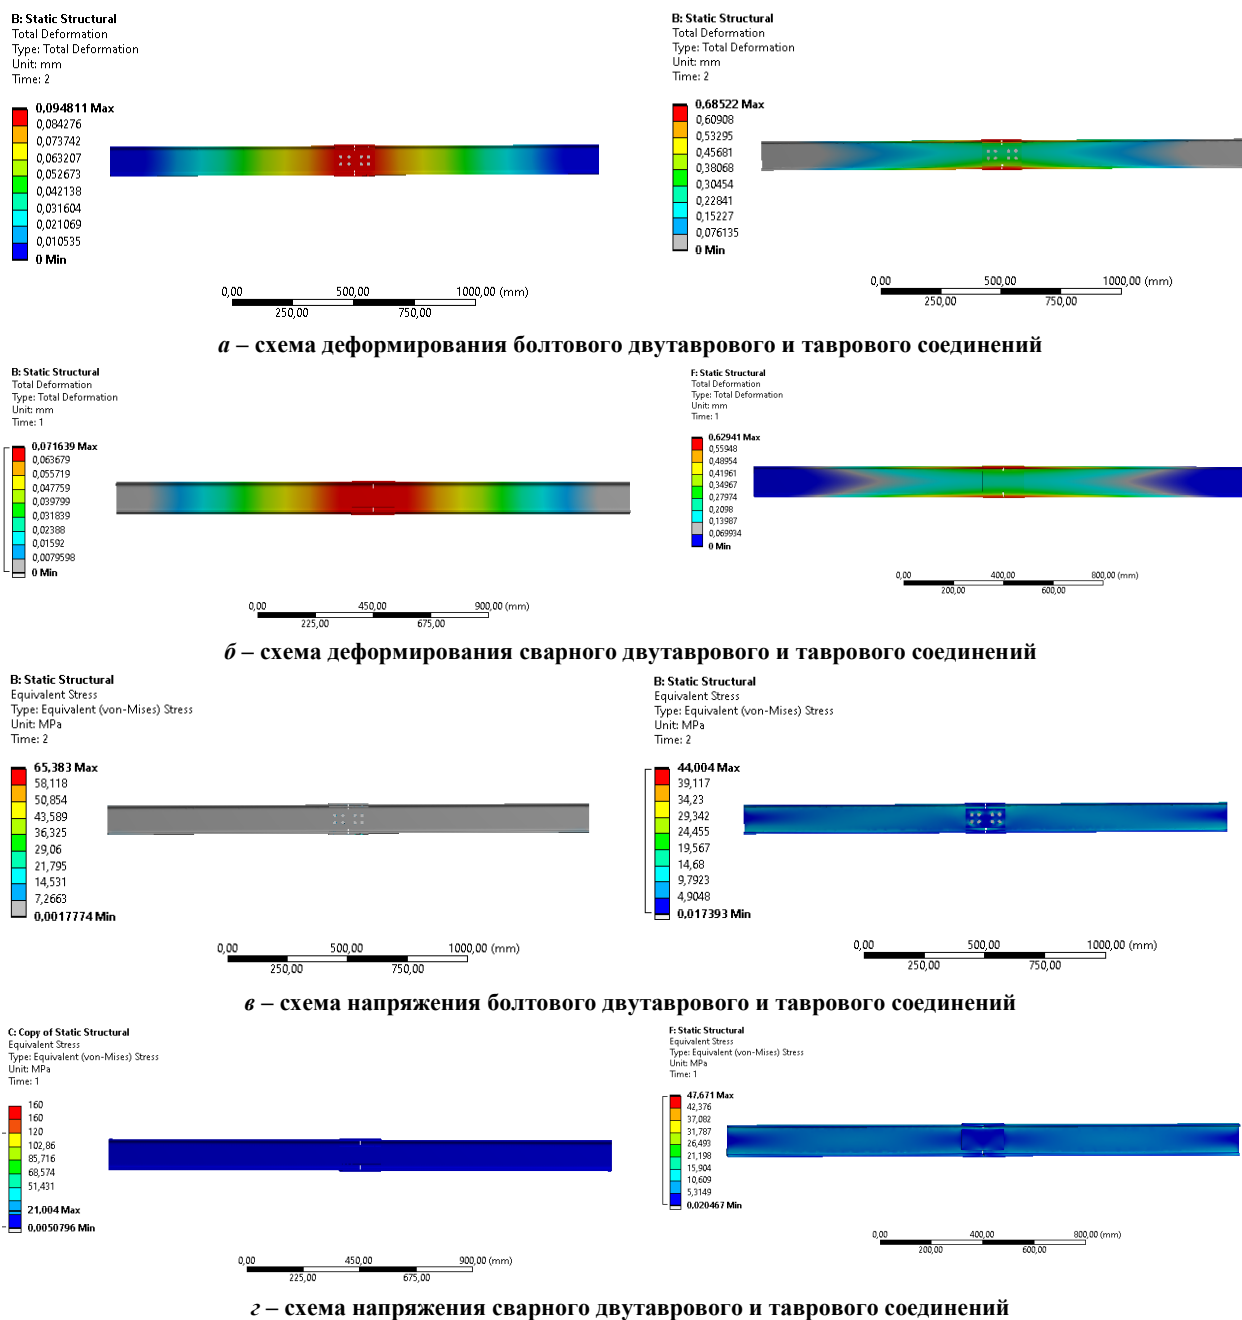 B: Static Structural
Total Deformation
Type: Total Deformation
Unit: mm
Time: 2
0,094811 Max
0,084276
0,073742
0,063207
0,052673
0,042138
0,031604
0,021069
0,010535
0 Min
0,00 500,00 1000,00 (mm)
250,00 750,00
B: Static Structural
Total Deformation
Type: Total Deformation
Unit: mm
Time: 2
0,68522 Max
0,60908
0,53295
0,45681
0,38068
0,30454
0,22841
0,15227
0,076135
0 Min
0,00 500,00 1000,00 (mm)
250,00 750,00
а – схема деформирования болтового двутаврового и таврового соединений
B: Static Structural
Total Deformation
Type: Total Deformation
Unit: mm
Time: 1
0,071639 Max
0,063679
0,055719
0,047759
0,039799
0,031839
0,02388
0,01592
0,0079598
0 Min
0,00 450,00 900,00 (mm)
225,00 675,00
F: Static Structural
Total Deformation
Type: Total Deformation
Unit: mm
Time: 1
0,62941 Max
0,55948
0,48954
0,41961
0,34967
0,27974
0,2098
0,13987
0,069934
0 Min
0,00 400,00 800,00 (mm)
200,00 600,00
б – схема деформирования сварного двутаврового и таврового соединений
B: Static Structural
Equivalent Stress
Type: Equivalent (von-Mises) Stress
Unit: MPa
Time: 2
65,383 Max
58,118
50,854
43,589
36,325
29,06
21,795
14,531
7,2663
0,0017774 Min
0,00 500,00 1000,00 (mm)
250,00 750,00
B: Static Structural
Equivalent Stress
Type: Equivalent (von-Mises) Stress
Unit: MPa
Time: 2
44,004 Max
39,117
34,23
29,342
24,455
19,567
14,68
9,7923
4,9048
0,017393 Min
0,00 500,00 1000,00 (mm)
250,00 750,00
в – схема напряжения болтового двутаврового и таврового соединений
C: Copy of Static Structural
Equivalent Stress
Type: Equivalent (von-Mises) Stress
Unit: MPa
Time: 1
160
160
120
102,86
85,716
68,574
51,431
21,004 Max
0,0050796 Min
0,00 450,00 900,00 (mm)
225,00 675,00
F: Static Structural
Equivalent Stress
Type: Equivalent (von-Mises) Stress
Unit: MPa
Time: 1
47,671 Max
42,376
37,082
31,787
26,493
21,198
15,904
10,609
5,3149
0,020467 Min
0,00 400,00 800,00 (mm)
200,00 600,00
г – схема напряжения сварного двутаврового и таврового соединений